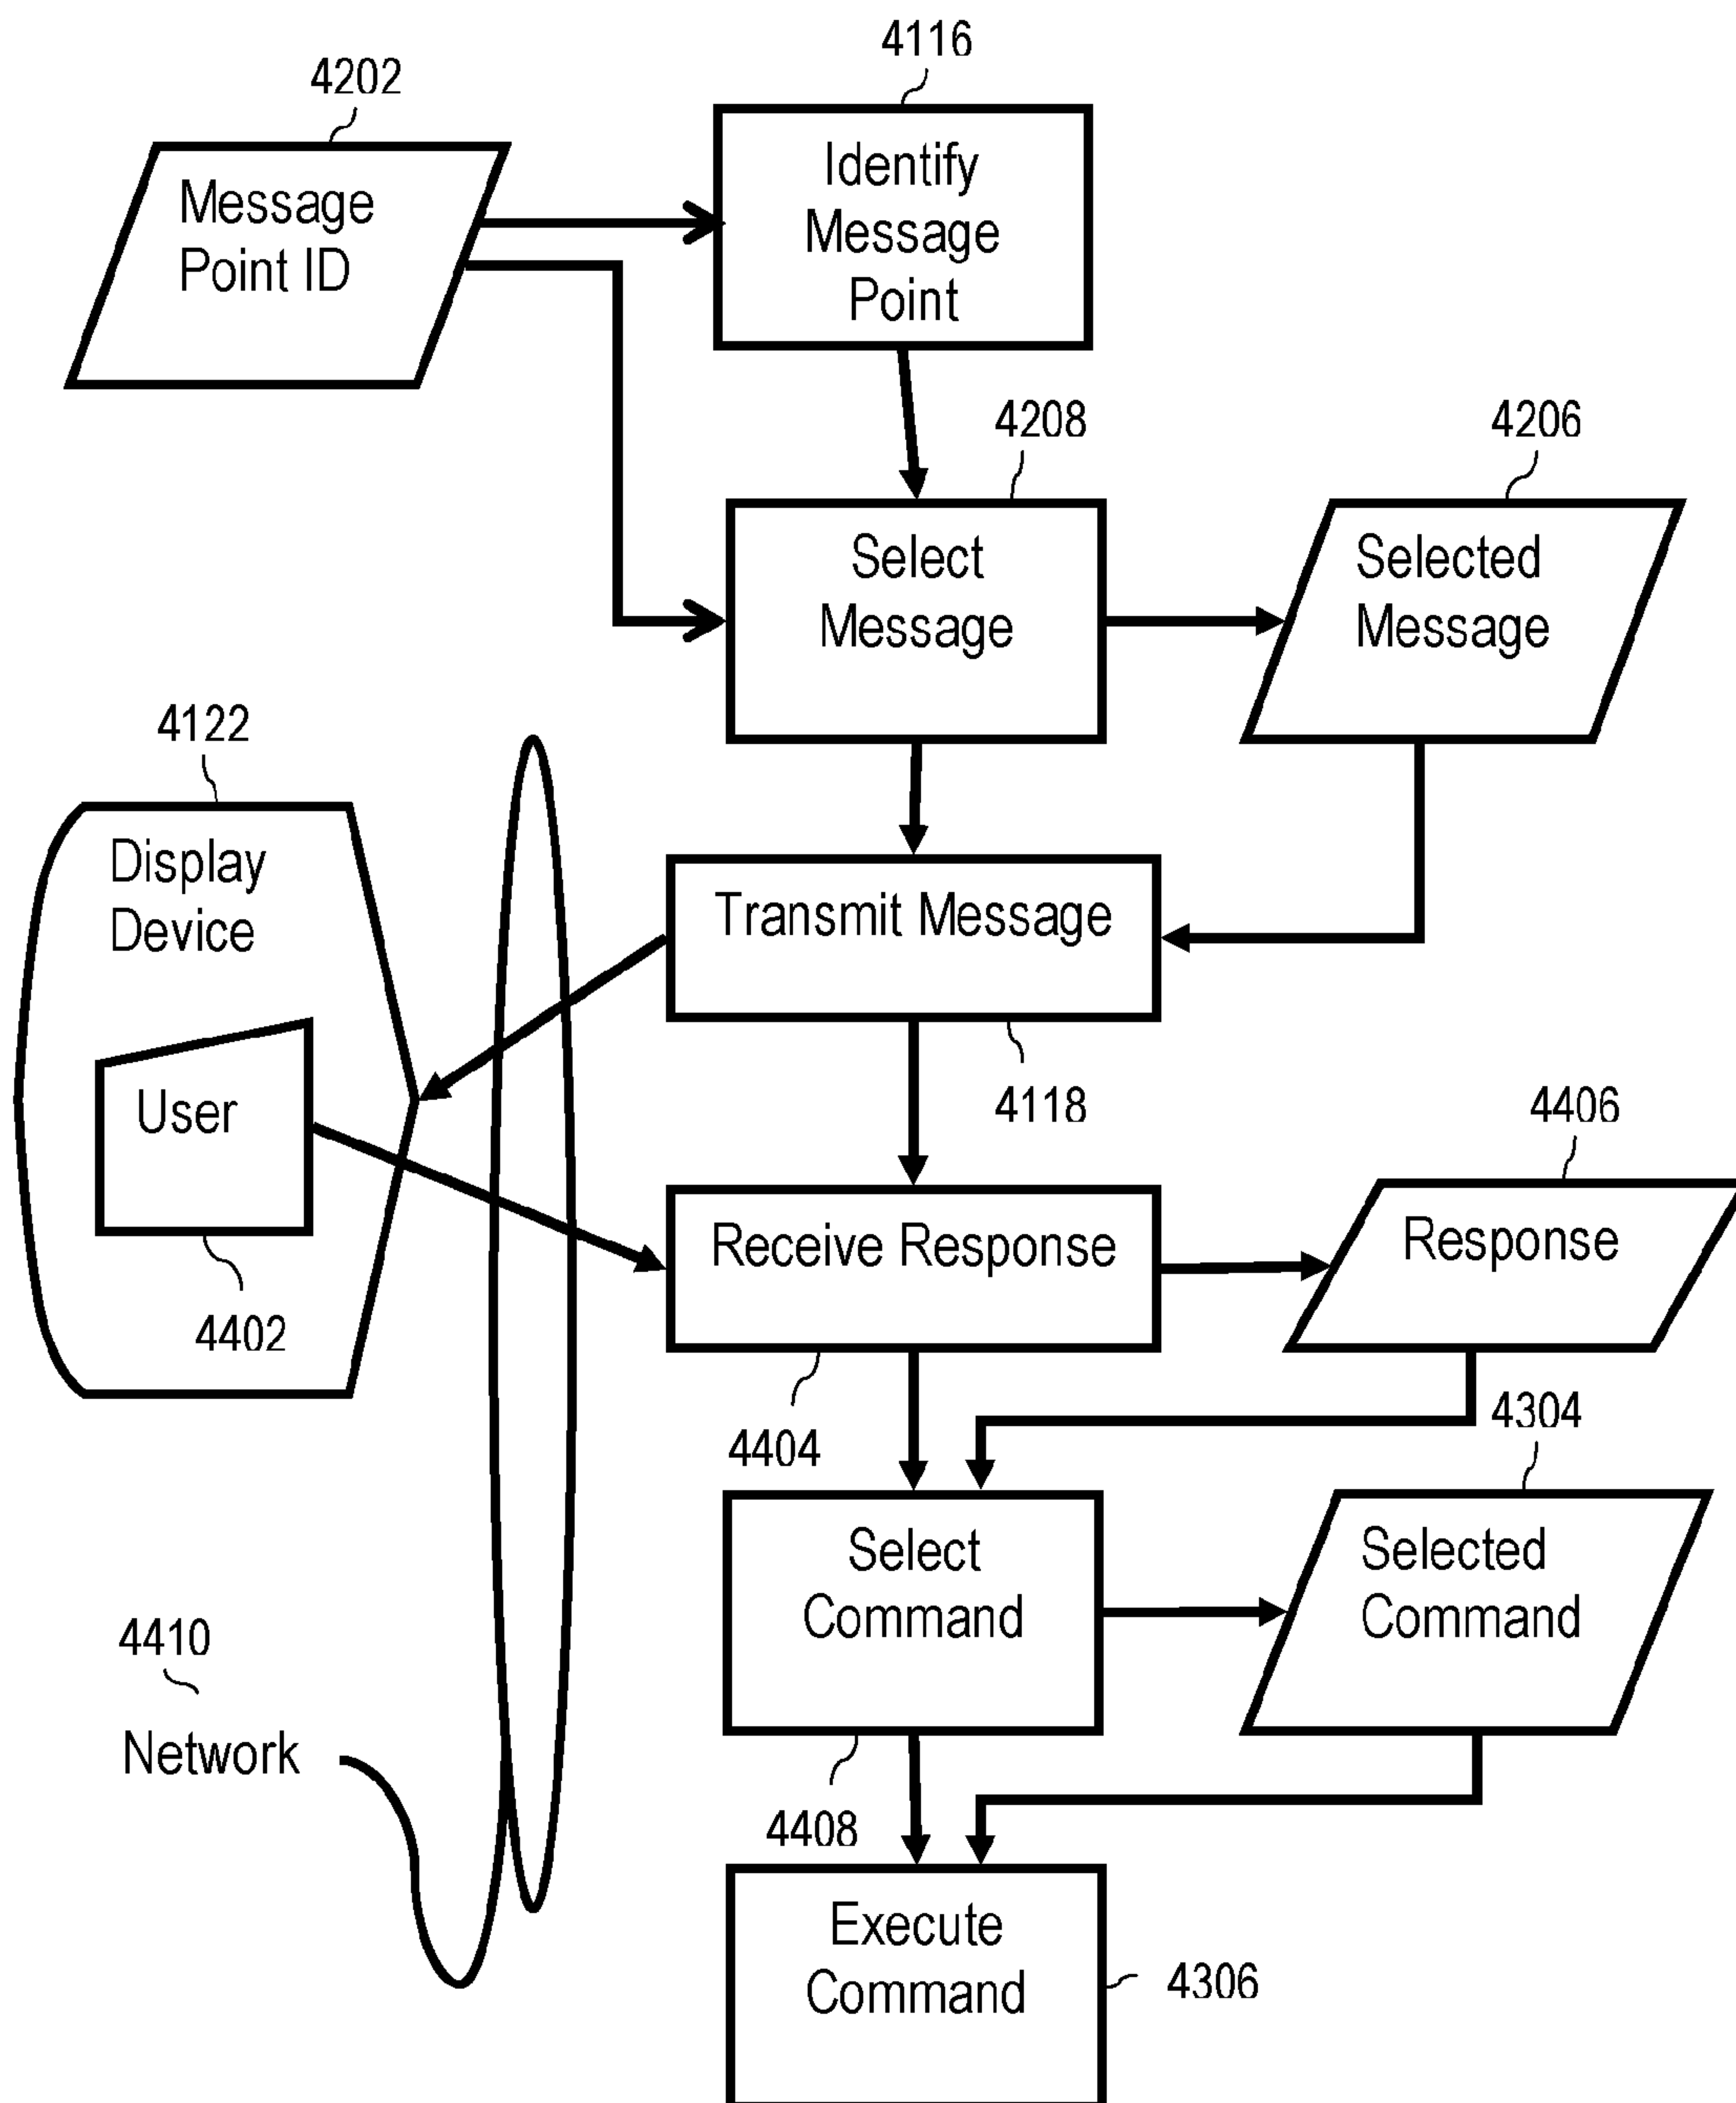 4116
4202
Identify
Message
Point
Message
Point ID
4208
4206
Select
Message
Selected
Message
4122
Display
Device
Transmit Message
User
4118
4406
Receive Response
Response
4402
4404
4304
Select
Command
Selected
Command
4410
Network
4408
Execute
Command
4306